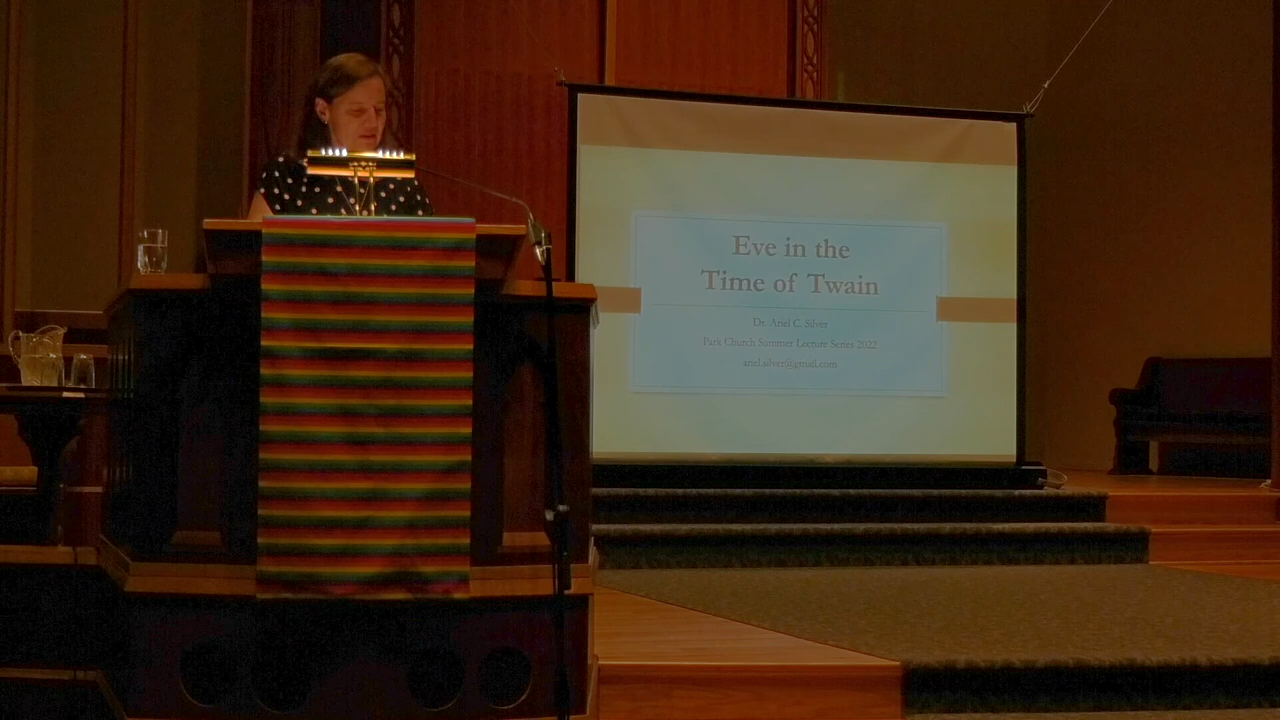 Eve in the
Time of Twain
Dr. Ariel C. Silver
Park Church Summer Lecture Series 2022
ariel.silver@gmail.com